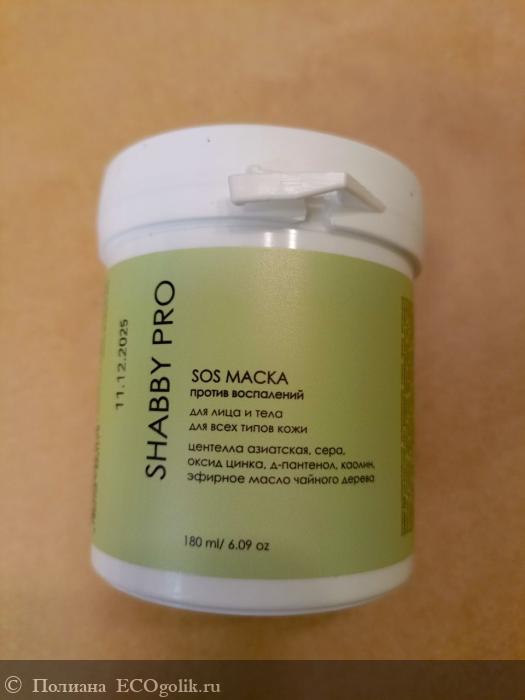 SHABBY PRO
11.12.2025
SOS МАСКА
против воспалений
для лица и тела
для всех типов кожи
центелла азиатская, сера,
оксид цинка, д-пантенол, каолин,
эфирное масло чайного дерева
180 ml/ 6.09 oz
© Полиана ECOgolik.ru